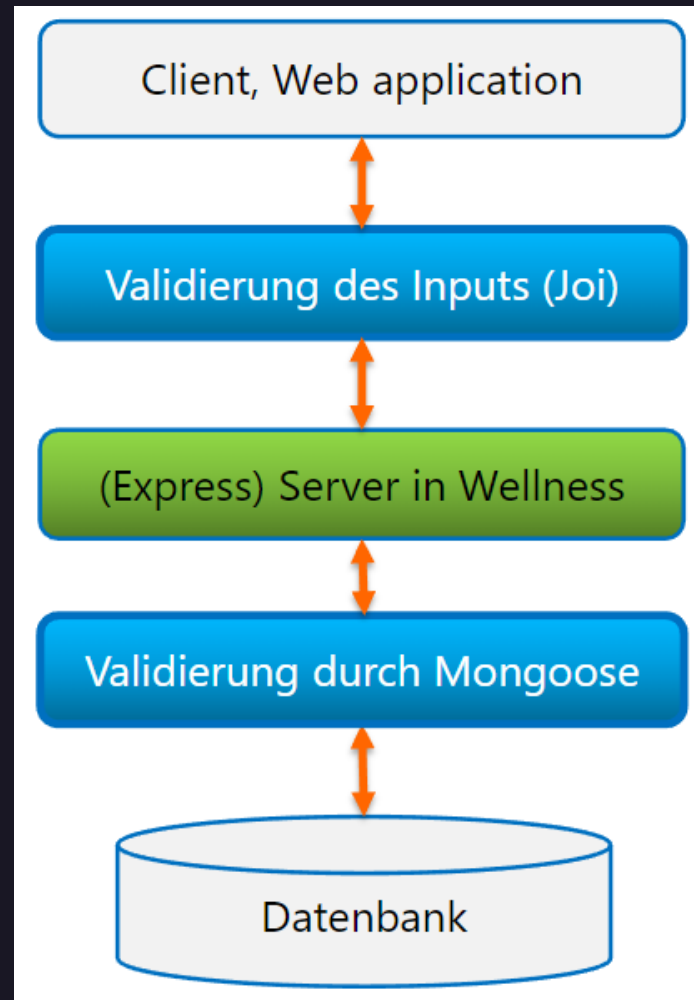 Client, Web application
Validierung des Inputs (Joi)
(Express) Server in Wellness
Validierung durch Mongoose
Datenbank